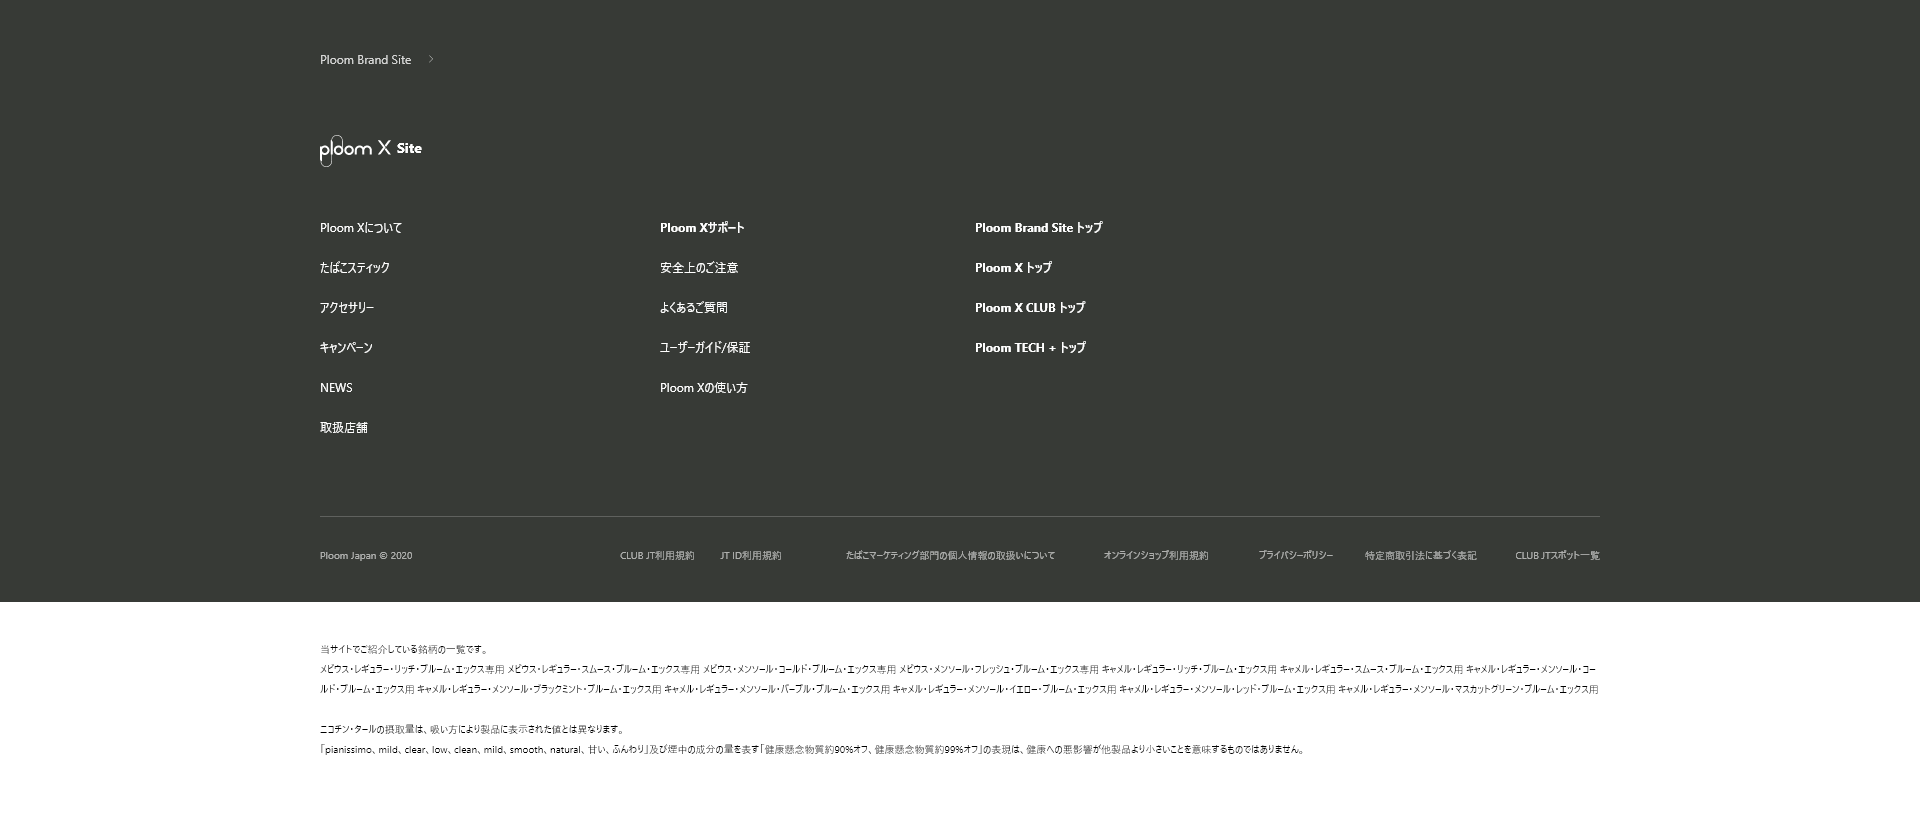 Ploom Brand Site
ploom X Site
Ploom Xについて
たばこスティック
アクセサリー
キャンペーン
NEWS
取扱店舗
Ploom Xサポート
安全上のご注意
よくあるご質問
ユーザーガイド/保証
Ploom Xの使い方
Ploom Brand Site トップ
Ploom X トップ
Ploom X CLUB トップ
Ploom TECH + トップ
Ploom Japan © 2020
CLUB JT利用規約
JT ID利用規約
たばこマーケティング部門の個人情報の取扱いについて
オンラインショップ利用規約
プライバシーポリシー
特定商取引法に基づく表記
CLUB JTスポット一覧
当サイトでご紹介している銘柄の一覧です。
メビウス・レギュラー・リッチ・プルーム・エックス専用 メビウス・レギュラー・スムース・プルーム・エックス専用 メビウス・メンソール・コールド・プルーム・エックス専用 メビウス・メンソール・フレッシュ・プルーム・エックス専用 キャメル・レギュラー・リッチ・プルーム・エックス用 キャメル・レギュラー・スムース・プルーム・エックス用 キャメル・レギュラー・メンソール・コー
ルド・プルーム・エックス用 キャメル・レギュラー・メンソール・ブラックミント・プルーム・エックス用 キャメル・レギュラー・メンソール・パープル・プルーム・エックス用 キャメル・レギュラー・メンソール・イエロー・プルーム・エックス用 キャメル・レギュラー・メンソール・レッド・プルーム・エックス用 キャメル・レギュラー・メンソール・マスカットグリーン・プルーム・エックス用
ニコチン・タールの摂取量は、吸い方により製品に表示された値とは異なります。
「pianissimo、mild、clear、low、clean、mild、smooth、natural、甘い、ふんわり」及び煙中の成分の量を表す「健康懸念物質約90%オフ、健康懸念物質約99%オフ」の表現は、健康への悪影響が他製品より小さいことを意味するものではありません。